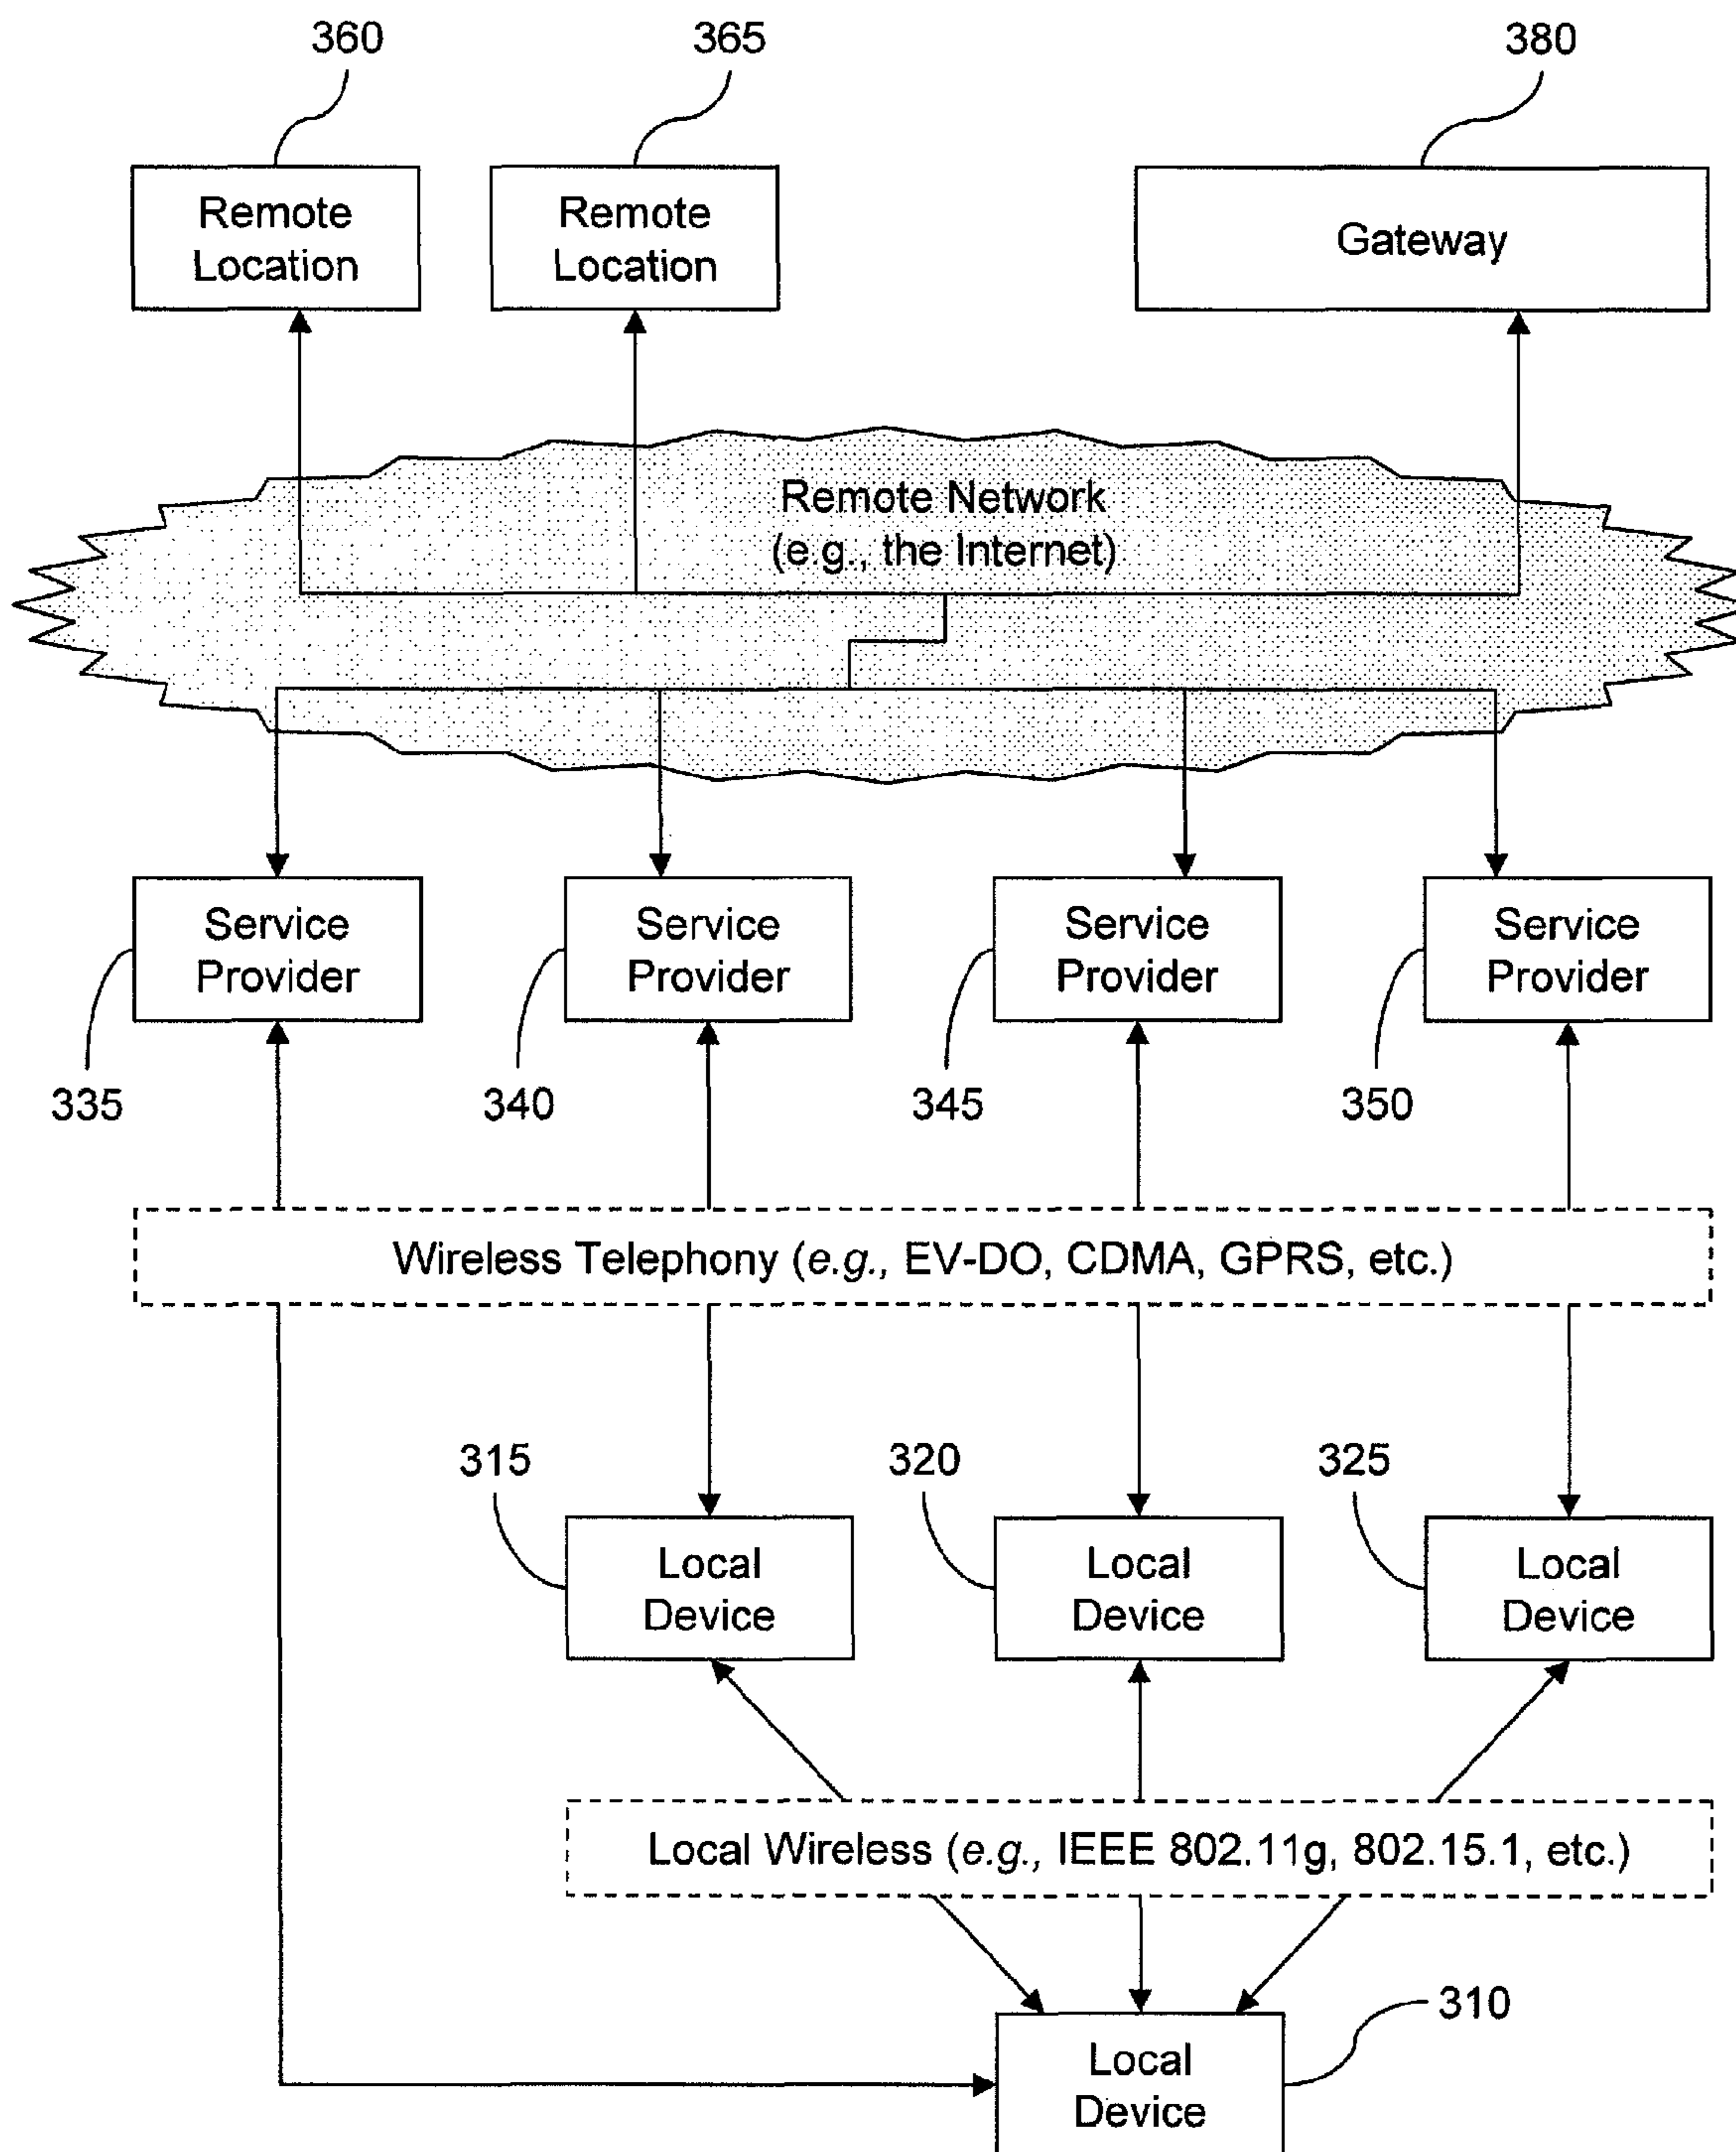 360
365
380
Remote
Location
Remote
Location
Gateway
Remote Network
(e.g., the Internet)
Service
Provider
Service
Provider
Service
Provider
Service
Provider
335
340
345
350
Wireless Telephony (e.g., EV-DO, CDMA, GPRS, etc.)
315
320
325
Local
Device
Local
Device
Local
Device
Local Wireless (e.g., IEEE 802.11g, 802.15.1, etc.)
310
Local
Device